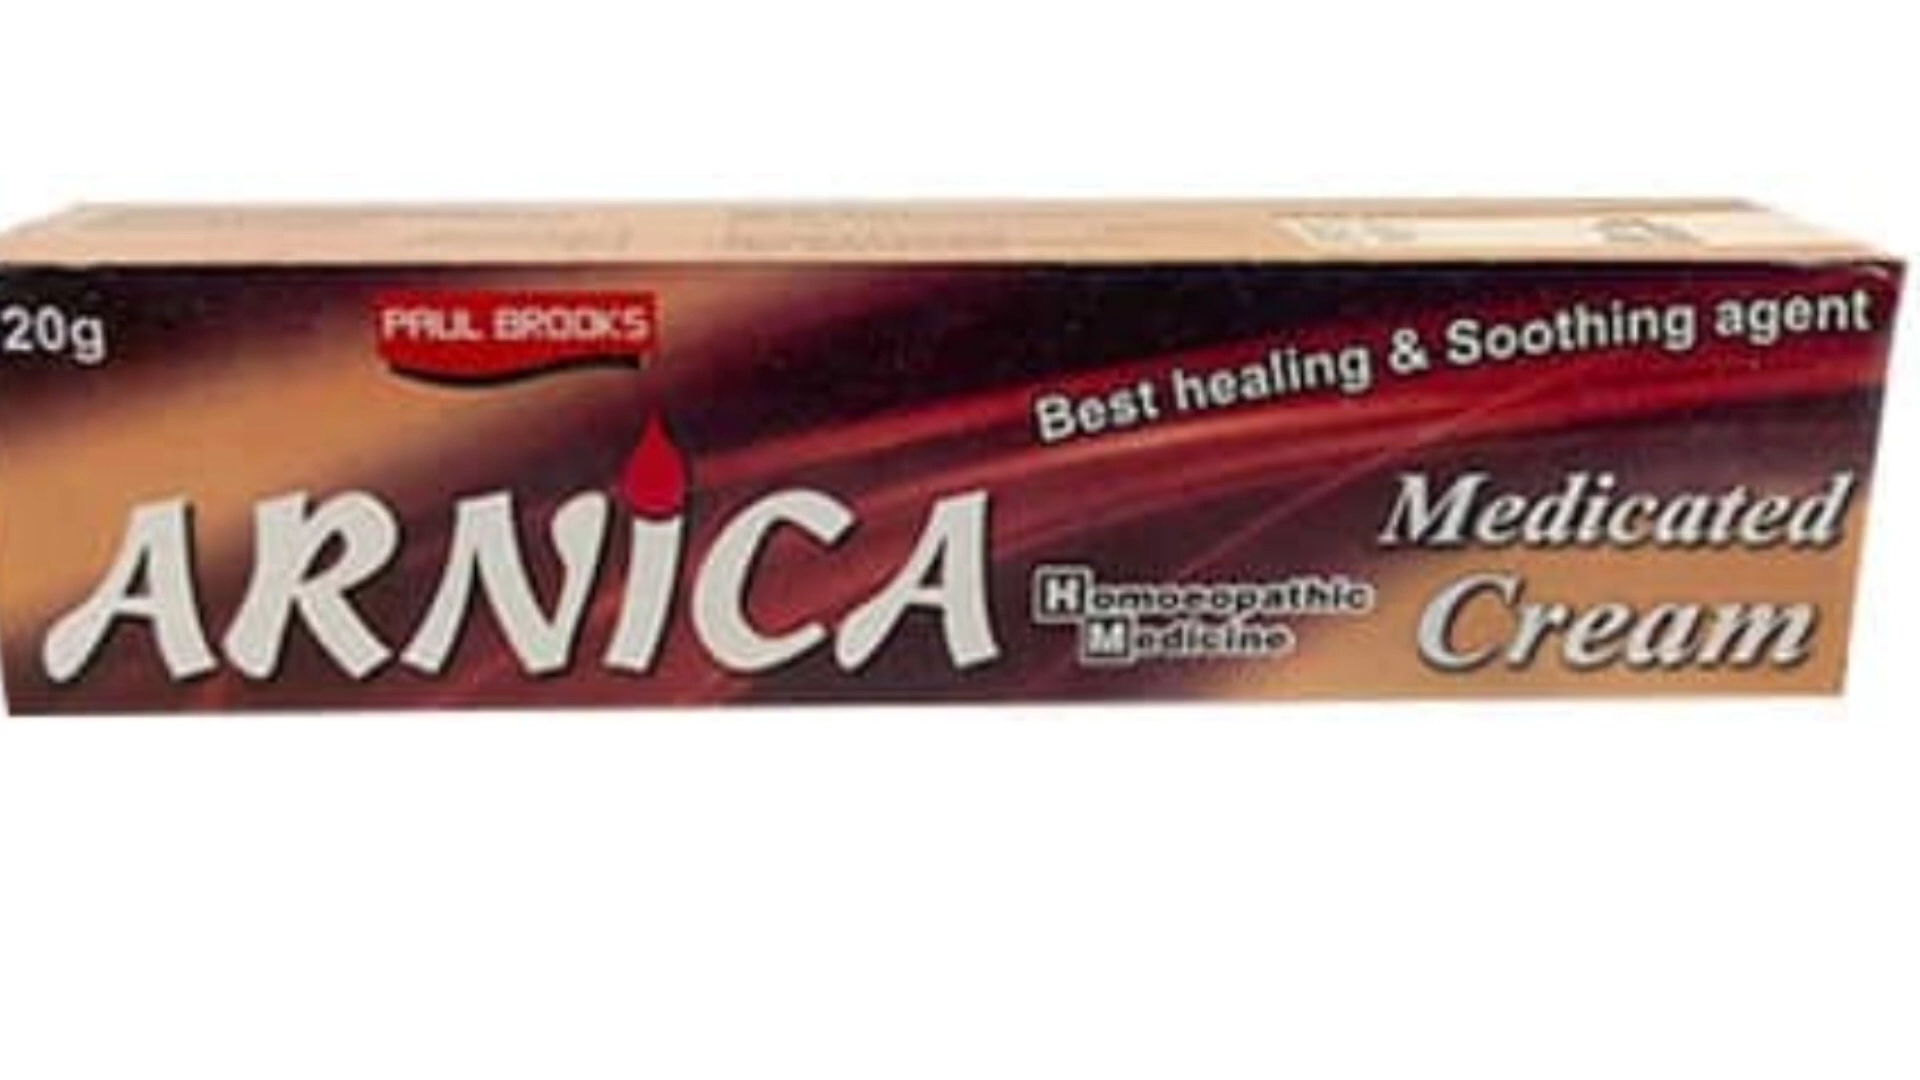 20g
PAUL BROOKS
Best healing & Soothing agent
ARNiCA
Homoeopathic
Medicine
Medicated
Cream